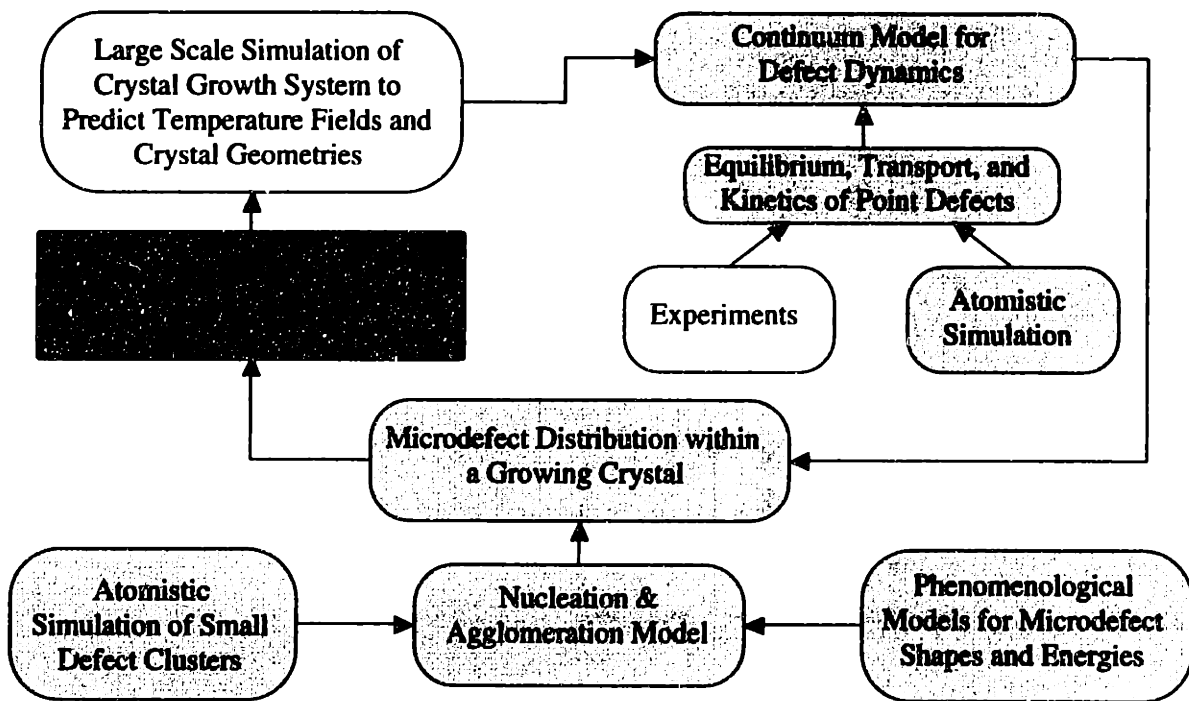 Large Scale Simulation of
Crystal Growth System to
Predict Temperature Fields and
Crystal Geometries
Continuum Model for
Defect Dynamics
Equilibrium, Transport, and
Kinetics of Point Defects
Experiments
Atomistic
Simulation
Microdefect Distribution within
a Growing Crystal
Atomistic
Simulation of Small
Defect Clusters
Nucleation &
Agglomeration Model
Phenomenological
Models for Microdefect
Shapes and Energies